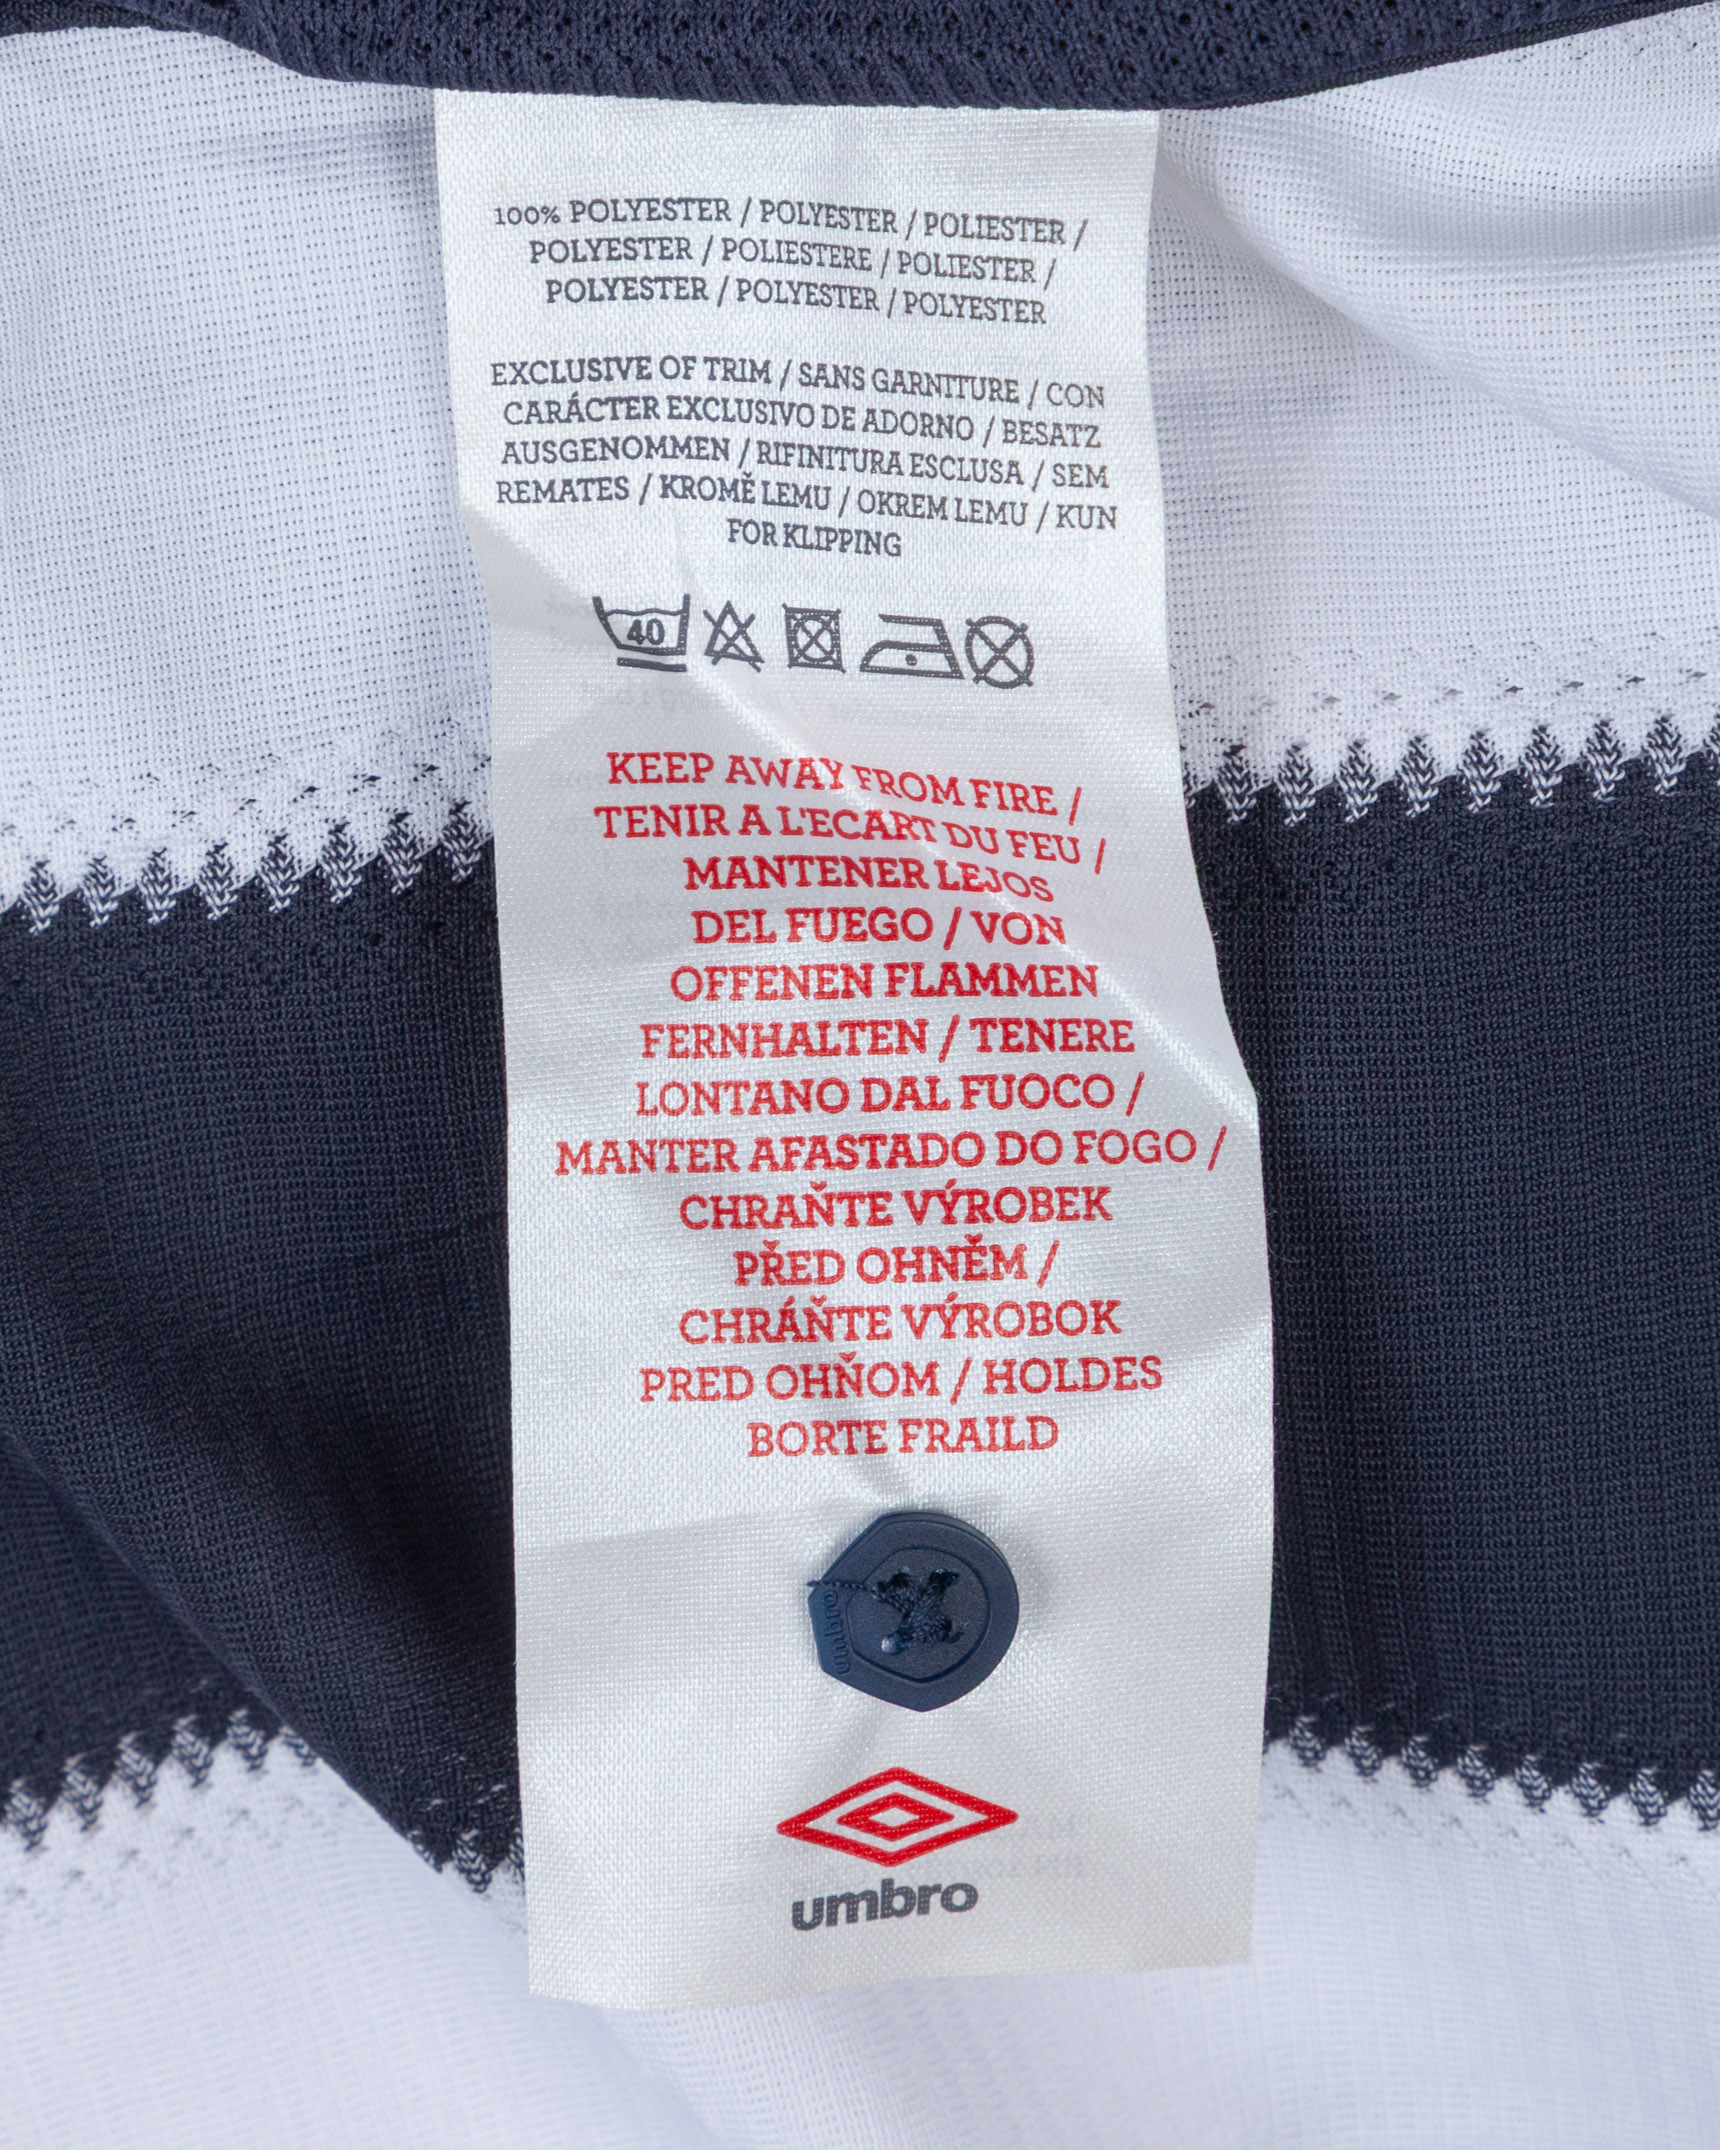 100% POLYESTER / POLYESTER / POLIESTER /
POLYESTER / POLIESTERE / POLIESTER /
POLYESTER / POLYESTER / POLYESTER
EXCLUSIVE OF TRIM / SANS GARNITURE / CON
CARÁCTER EXCLUSIVO DE ADORNO / BESATZ
AUSGENOMMEN / RIFINITURA ESCLUSA / SEM
REMATES / KROMĚ LEMU / OKREM LEMU / KUN
FOR KLIPPING
40
KEEP AWAY FROM FIRE /
TENIR A L'ECART DU FEU /
MANTENER LEJOS
DEL FUEGO / VON
OFFENEN FLAMMEN
FERNHALTEN / TENERE
LONTANO DAL FUOCO /
MANTER AFASTADO DO FOGO /
CHRAŇTE VÝROBEK
PŘED OHNĚM /
CHRÁŇTE VÝROBOK
PRED OHŇOM / HOLDES
BORTE FRAILD
umbro
umbro